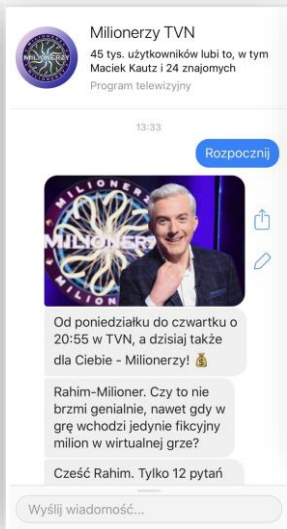 MILIONERZY
Milionerzy TVN
45 tys. użytkowników lubi to, w tym
Maciek Kautz i 24 znajomych
Program telewizyjny
13:33
Rozpocznij
MILIONERZY
MILION
Od poniedziałku do czwartku o
20:55 w TVN, a dzisiaj także
dla Ciebie - Milionerzy! 💰
Rahim-Milioner. Czy to nie
brzmi genialnie, nawet gdy w
grę wchodzi jedynie fikcyjny
milion w wirtualnej grze?
Cześć Rahim. Tylko 12 pytań
Wyślij wiadomość...